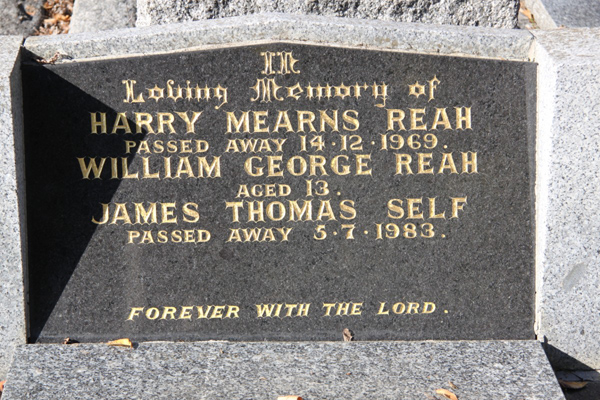 In
Loving Memory of
HARRY MEARNS REAH
PASSED AWAY 14·12·1969.
WILLIAM GEORGE REAH
AGED 13.
JAMES THOMAS SELF
PASSED AWAY 5·7·1983.
FOREVER WITH THE LORD.